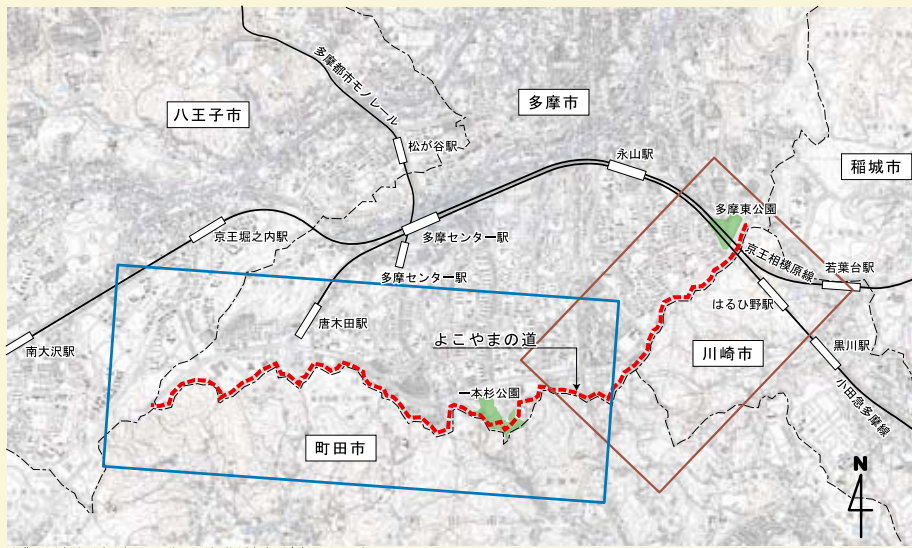 多摩都市モノレール
八王子市
多摩市
松が谷駅
永山駅
稲城市
多摩東公園
京王堀之内駅
多摩センター駅
京王相模原線
多摩センター駅
若葉台駅
はるひ野駅
唐木田駅
よこやまの道
南大沢駅
川崎市
黒川駅
一本杉公園
小田急多摩線
町田市
N